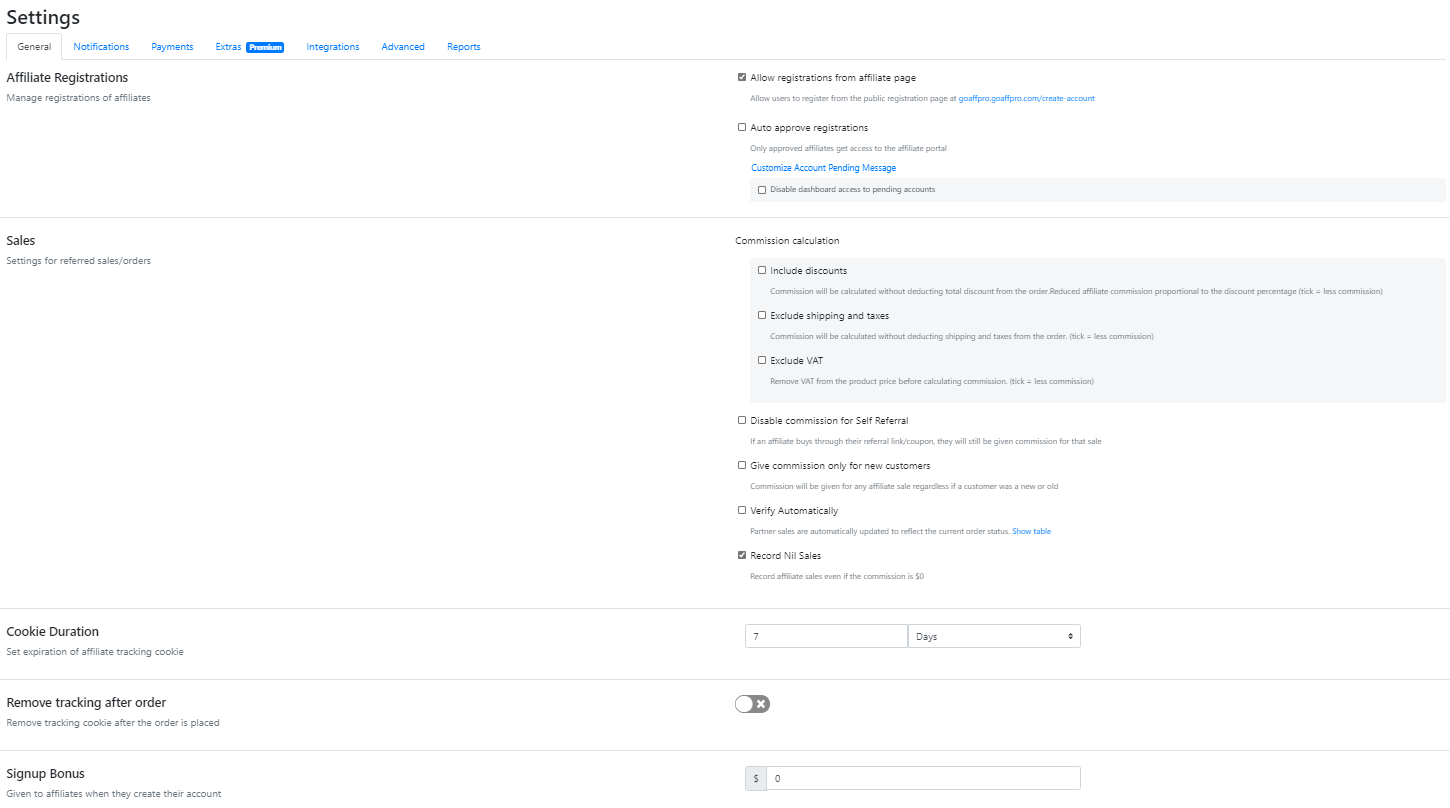 Settings
General Notifications Payments Extras Premium Integrations Advanced Reports
Affiliate Registrations
Manage registrations of affiliates
Allow registrations from affiliate page
Allow users to register from the public registration page at goaffpro.goaffpro.com/create-account
Auto approve registrations
Only approved affiliates get access to the affiliate portal
Customize Account Pending Message
Disable dashboard access to pending accounts
Sales
Settings for referred sales/orders
Commission calculation
Include discounts
Commission will be calculated without deducting total discount from the order.Reduced affiliate commission proportional to the discount percentage (tick = less commission)
Exclude shipping and taxes
Commission will be calculated without deducting shipping and taxes from the order. (tick = less commission)
Exclude VAT
Remove VAT from the product price before calculating commission. (tick = less commission)
Disable commission for Self Referral
If an affiliate buys through their referral link/coupon, they will still be given commission for that sale
Give commission only for new customers
Commission will be given for any affiliate sale regardless if a customer was a new or old
Verify Automatically
Partner sales are automatically updated to reflect the current order status. Show table
Record Nil Sales
Record affiliate sales even if the commission is $0
Cookie Duration
Set expiration of affiliate tracking cookie
7 Days
Remove tracking after order
Remove tracking cookie after the order is placed
Signup Bonus
Given to affiliates when they create their account
$ 0